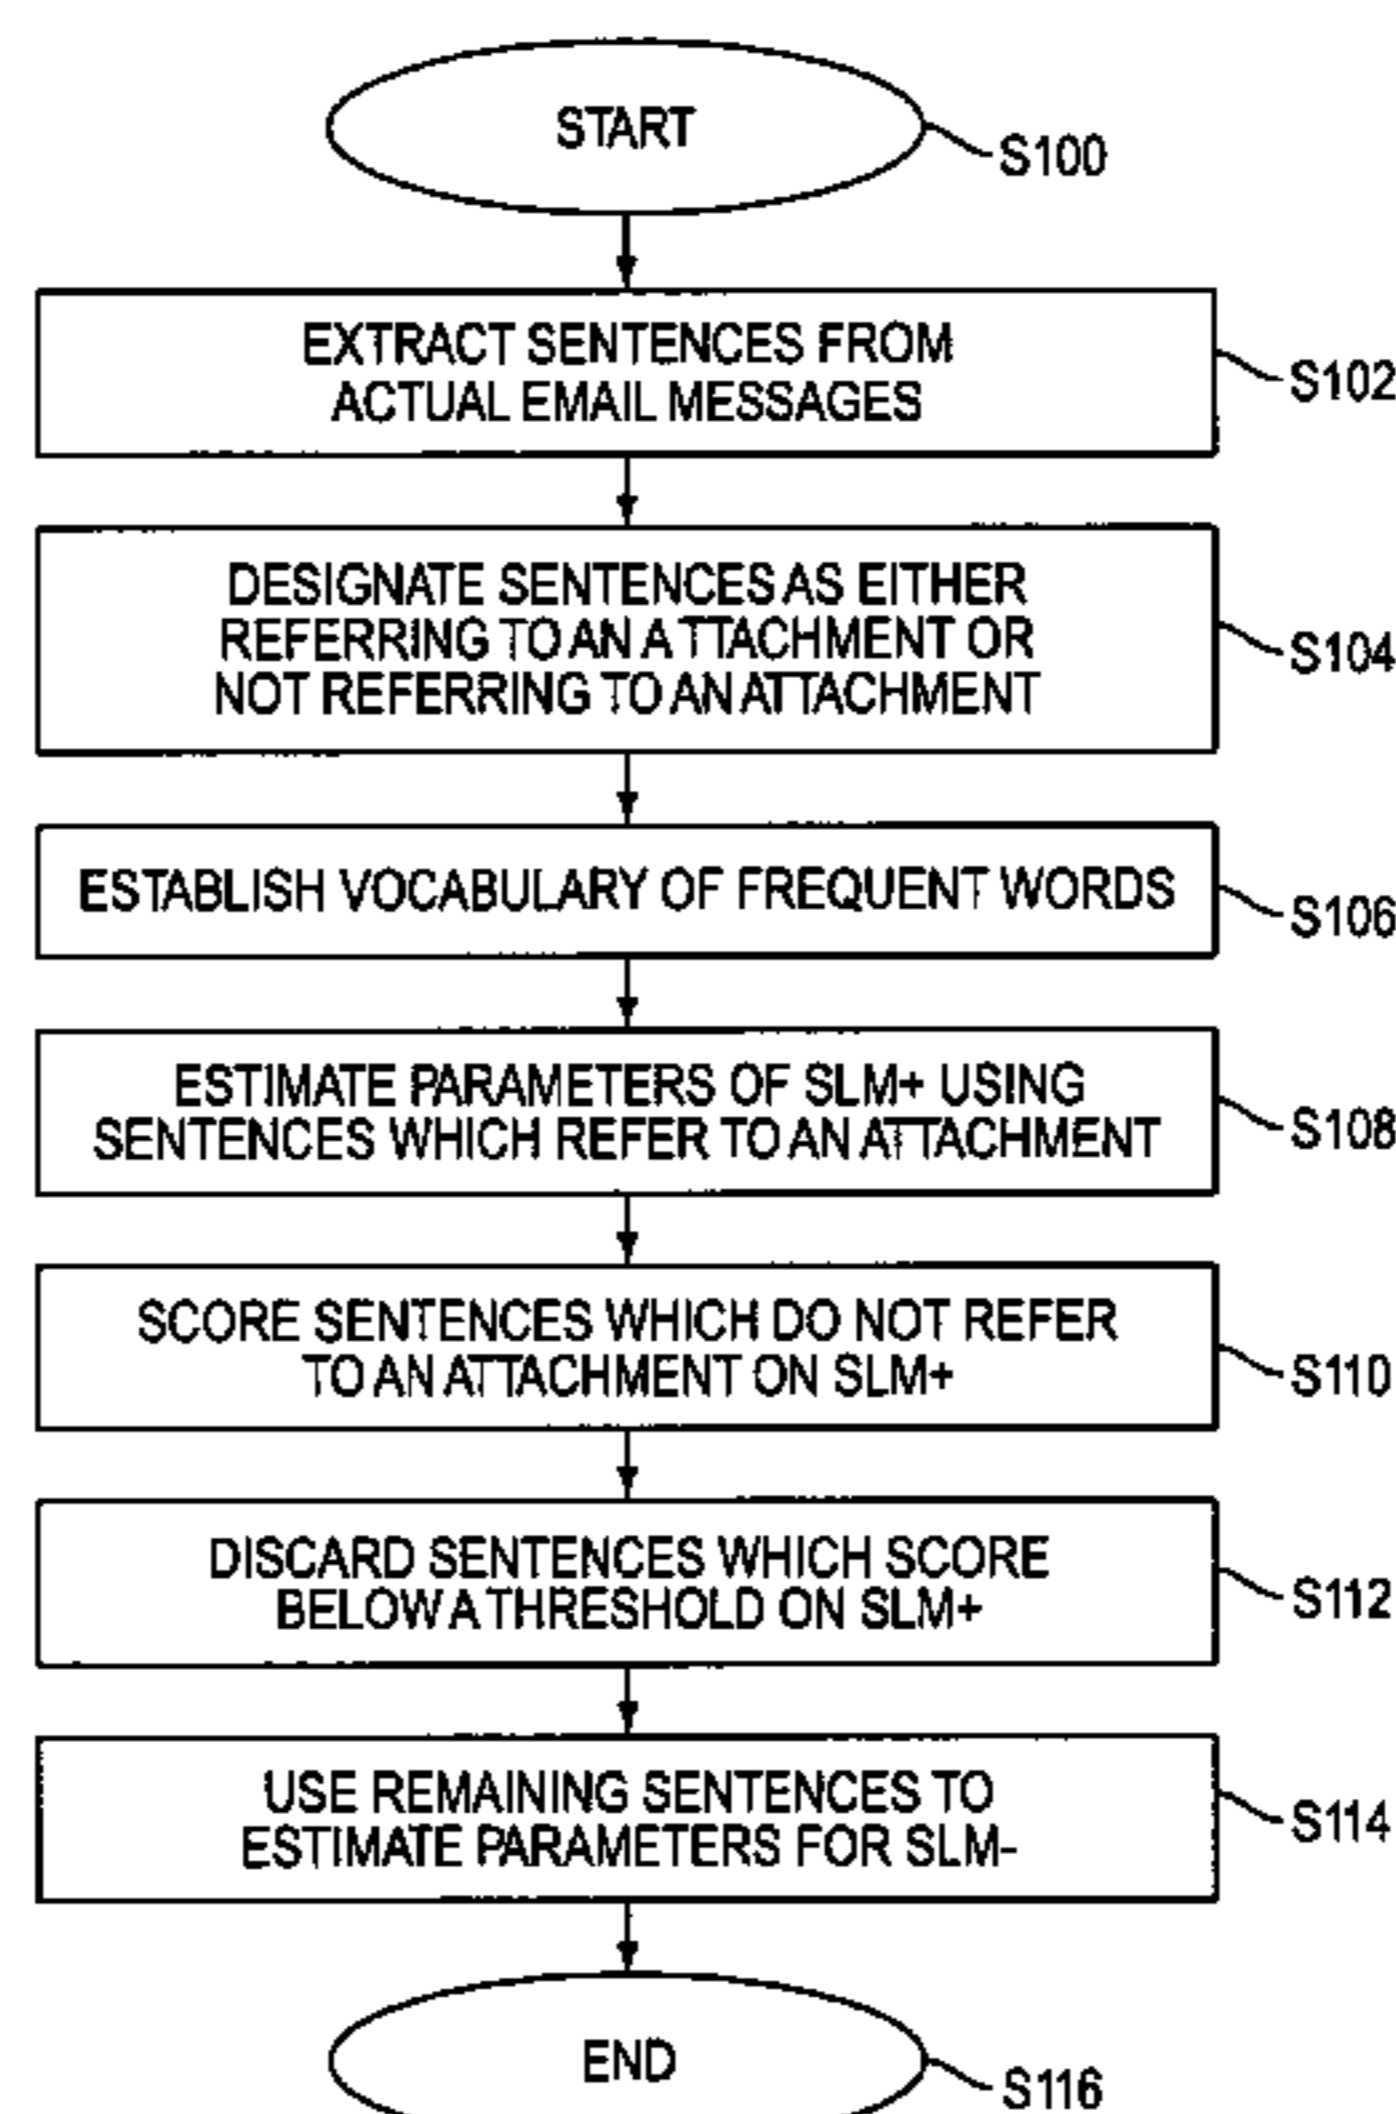 START
S100
EXTRACT SENTENCES FROM
ACTUAL EMAIL MESSAGES
S102
DESIGNATE SENTENCES AS EITHER
REFERRING TO AN ATTACHMENT OR
NOT REFERRING TO AN ATTACHMENT
S104
ESTABLISH VOCABULARY OF FREQUENT WORDS
S106
ESTIMATE PARAMETERS OF SLM+ USING
SENTENCES WHICH REFER TO AN ATTACHMENT
S108
SCORE SENTENCES WHICH DO NOT REFER
TO AN ATTACHMENT ON SLM+
S110
DISCARD SENTENCES WHICH SCORE
BELOW A THRESHOLD ON SLM+
S112
USE REMAINING SENTENCES TO
ESTIMATE PARAMETERS FOR SLM-
S114
END
S116